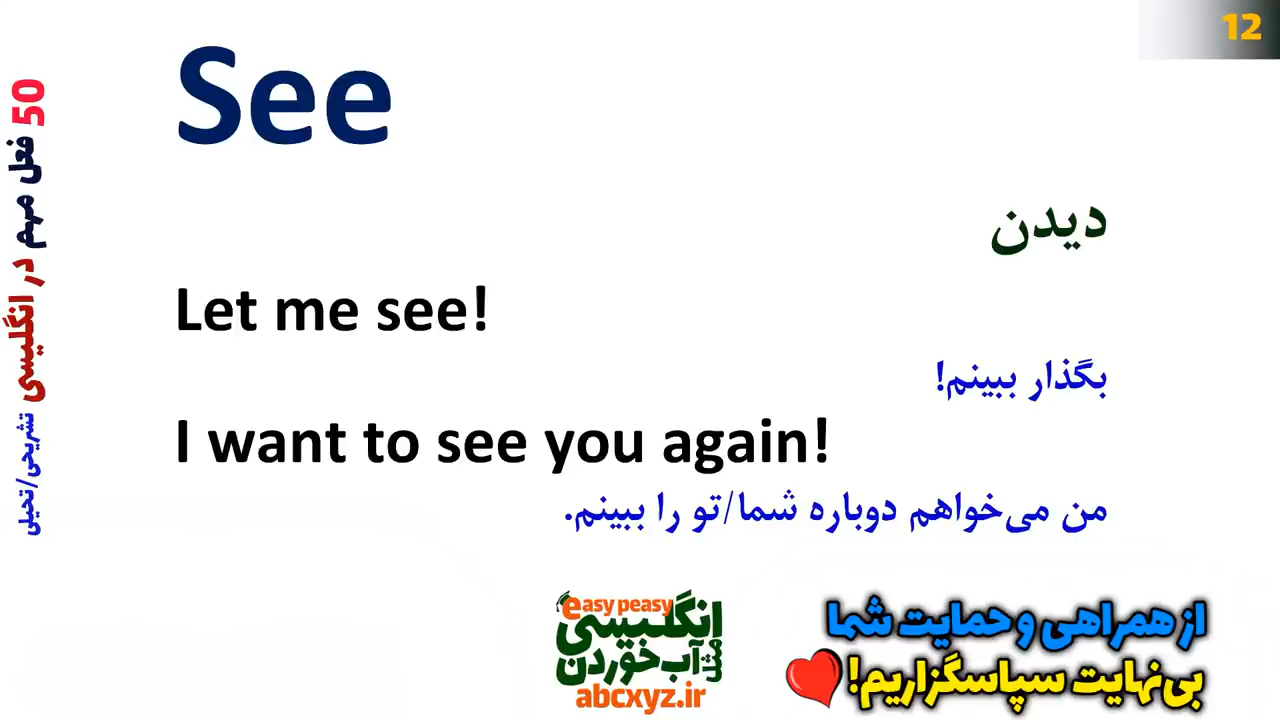 12
See
دیدن
Let me see!
بگذار ببینم!
I want to see you again!
من می‌خواهم دوباره شما/تو را ببینم.
50 فعل مهم در انگلیسی تشریحی/تحیلی
easy peasy
انگلیسی
مثل آب خوردن
abcxyz.ir
از همراهی و حمایت شما
بی‌نهایت سپاسگزاریم!